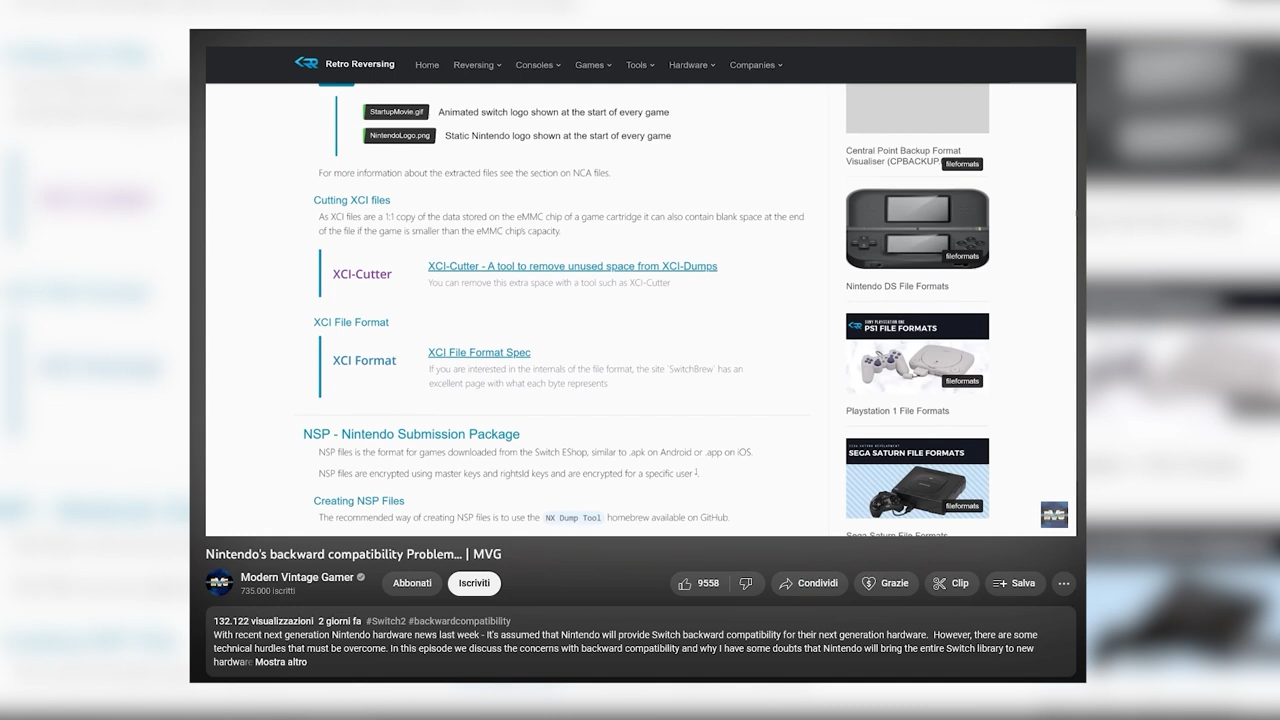 Retro Reversing
Home
Reversing
Consoles
Games
Tools
Hardware
Companies
StartupMovie.gif Animated switch logo shown at the start of every game
NintendoLogo.png Static Nintendo logo shown at the start of every game
For more information about the extracted files see the section on NCA files.
Cutting XCI files
As XCI files are a 1:1 copy of the data stored on the eMMC chip of a game cartridge it can also contain blank space at the end
of the file if the game is smaller than the eMMC chip's capacity.
XCI-Cutter
XCI-Cutter - A tool to remove unused space from XCI-Dumps
You can remove this extra space with a tool such as XCI-Cutter
XCI File Format
XCI Format
XCI File Format Spec
If you are interested in the internals of the file format, the site `SwitchBrew` has an
excellent page with what each byte represents
NSP - Nintendo Submission Package
NSP files is the format for games downloaded from the Switch EShop, similar to .apk on Android or .app on iOS.
NSP files are encrypted using master keys and rightsId keys and are encrypted for a specific user 1.
Creating NSP Files
The recommended way of creating NSP files is to use the NX Dump Tool homebrew available on GitHub.
Central Point Backup Format
Visualiser (CPBACKUP.
fileformats
fileformats
Nintendo DS File Formats
SONY PLAYSTATION ONE
PS1 FILE FORMATS
fileformats
Playstation 1 File Formats
SEGA SATURN DEVELOPMENT
SEGA SATURN FILE FORMATS
fileformats
Sega Saturn File Formats
MVG
Nintendo's backward compatibility Problem... | MVG
MVG
Modern Vintage Gamer
735.000 iscritti
Abbonati
Iscriviti
9558
Condividi
Grazie
Clip
Salva
132.122 visualizzazioni 2 giorni fa #Switch2 #backwardcompatibility
With recent next generation Nintendo hardware news last week - It's assumed that Nintendo will provide Switch backward compatibility for their next generation hardware. However, there are some
technical hurdles that must be overcome. In this episode we discuss the concerns with backward compatibility and why I have some doubts that Nintendo will bring the entire Switch library to new
hardware Mostra altro